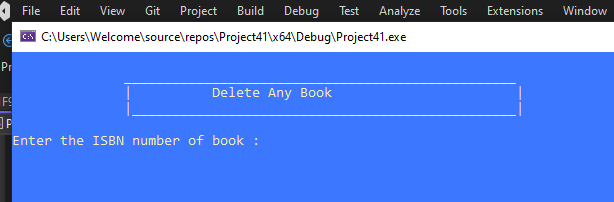 File Edit View Git Project Build Debug Test Analyze Tools Extensions Window
C:\Users\Welcome\source\repos\Project41\x64\Debug\Project41.exe
Delete Any Book
Enter the ISBN number of book :